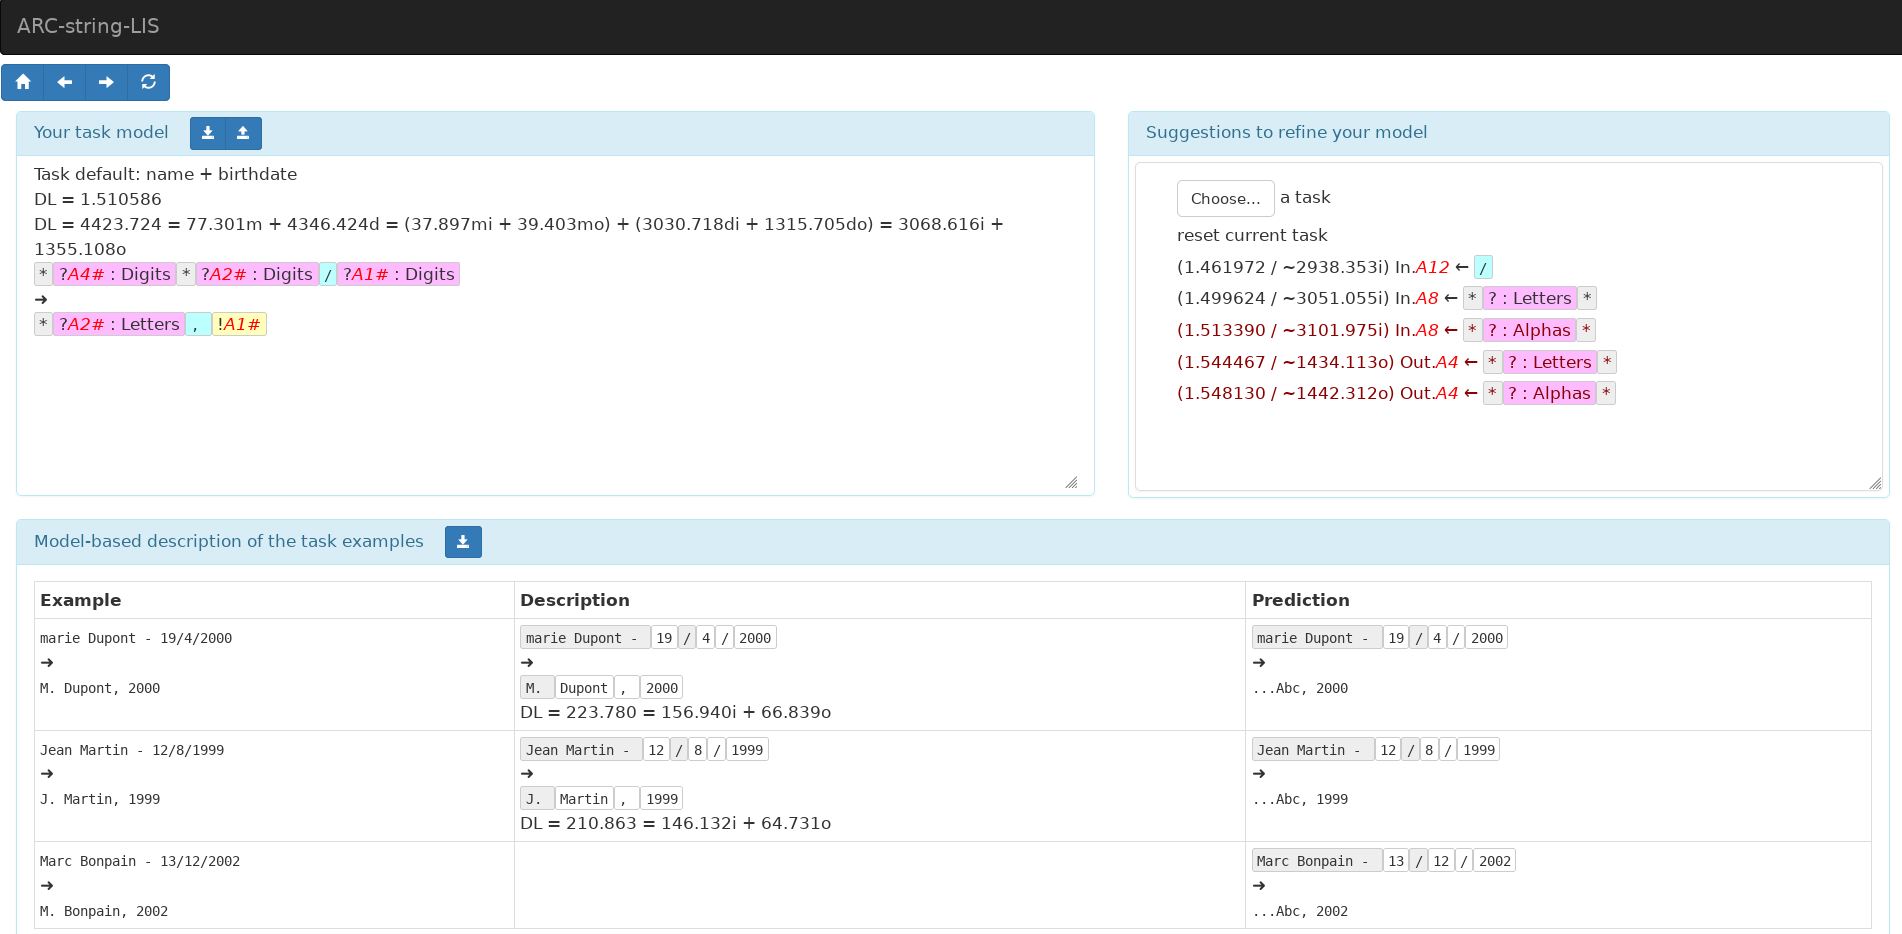 ARC-string-LIS
Your task model
Task default: name + birthdate
DL = 1.510586
DL = 4423.724 = 77.301m + 4346.424d = (37.897mi + 39.403mo) + (3030.718di + 1315.705do) = 3068.616i +
1355.108o
* ?A4# : Digits * ?A2# : Digits / ?A1# : Digits
➜
* ?A2# : Letters , !A1#
Suggestions to refine your model
Choose... a task
reset current task
(1.461972 / ~2938.353i) In.A12 ← /
(1.499624 / ~3051.055i) In.A8 ← * ? : Letters *
(1.513390 / ~3101.975i) In.A8 ← * ? : Alphas *
(1.544467 / ~1434.113o) Out.A4 ← * ? : Letters *
(1.548130 / ~1442.312o) Out.A4 ← * ? : Alphas *
Model-based description of the task examples
Example Description Prediction
marie Dupont - 19/4/2000
➜
M. Dupont, 2000
marie Dupont - 19 / 4 / 2000
➜
M. Dupont , 2000
DL = 223.780 = 156.940i + 66.839o
marie Dupont - 19 / 4 / 2000
➜
...Abc, 2000
Jean Martin - 12/8/1999
➜
J. Martin, 1999
Jean Martin - 12 / 8 / 1999
➜
J. Martin , 1999
DL = 210.863 = 146.132i + 64.731o
Jean Martin - 12 / 8 / 1999
➜
...Abc, 1999
Marc Bonpain - 13/12/2002
➜
M. Bonpain, 2002
Marc Bonpain - 13 / 12 / 2002
➜
...Abc, 2002